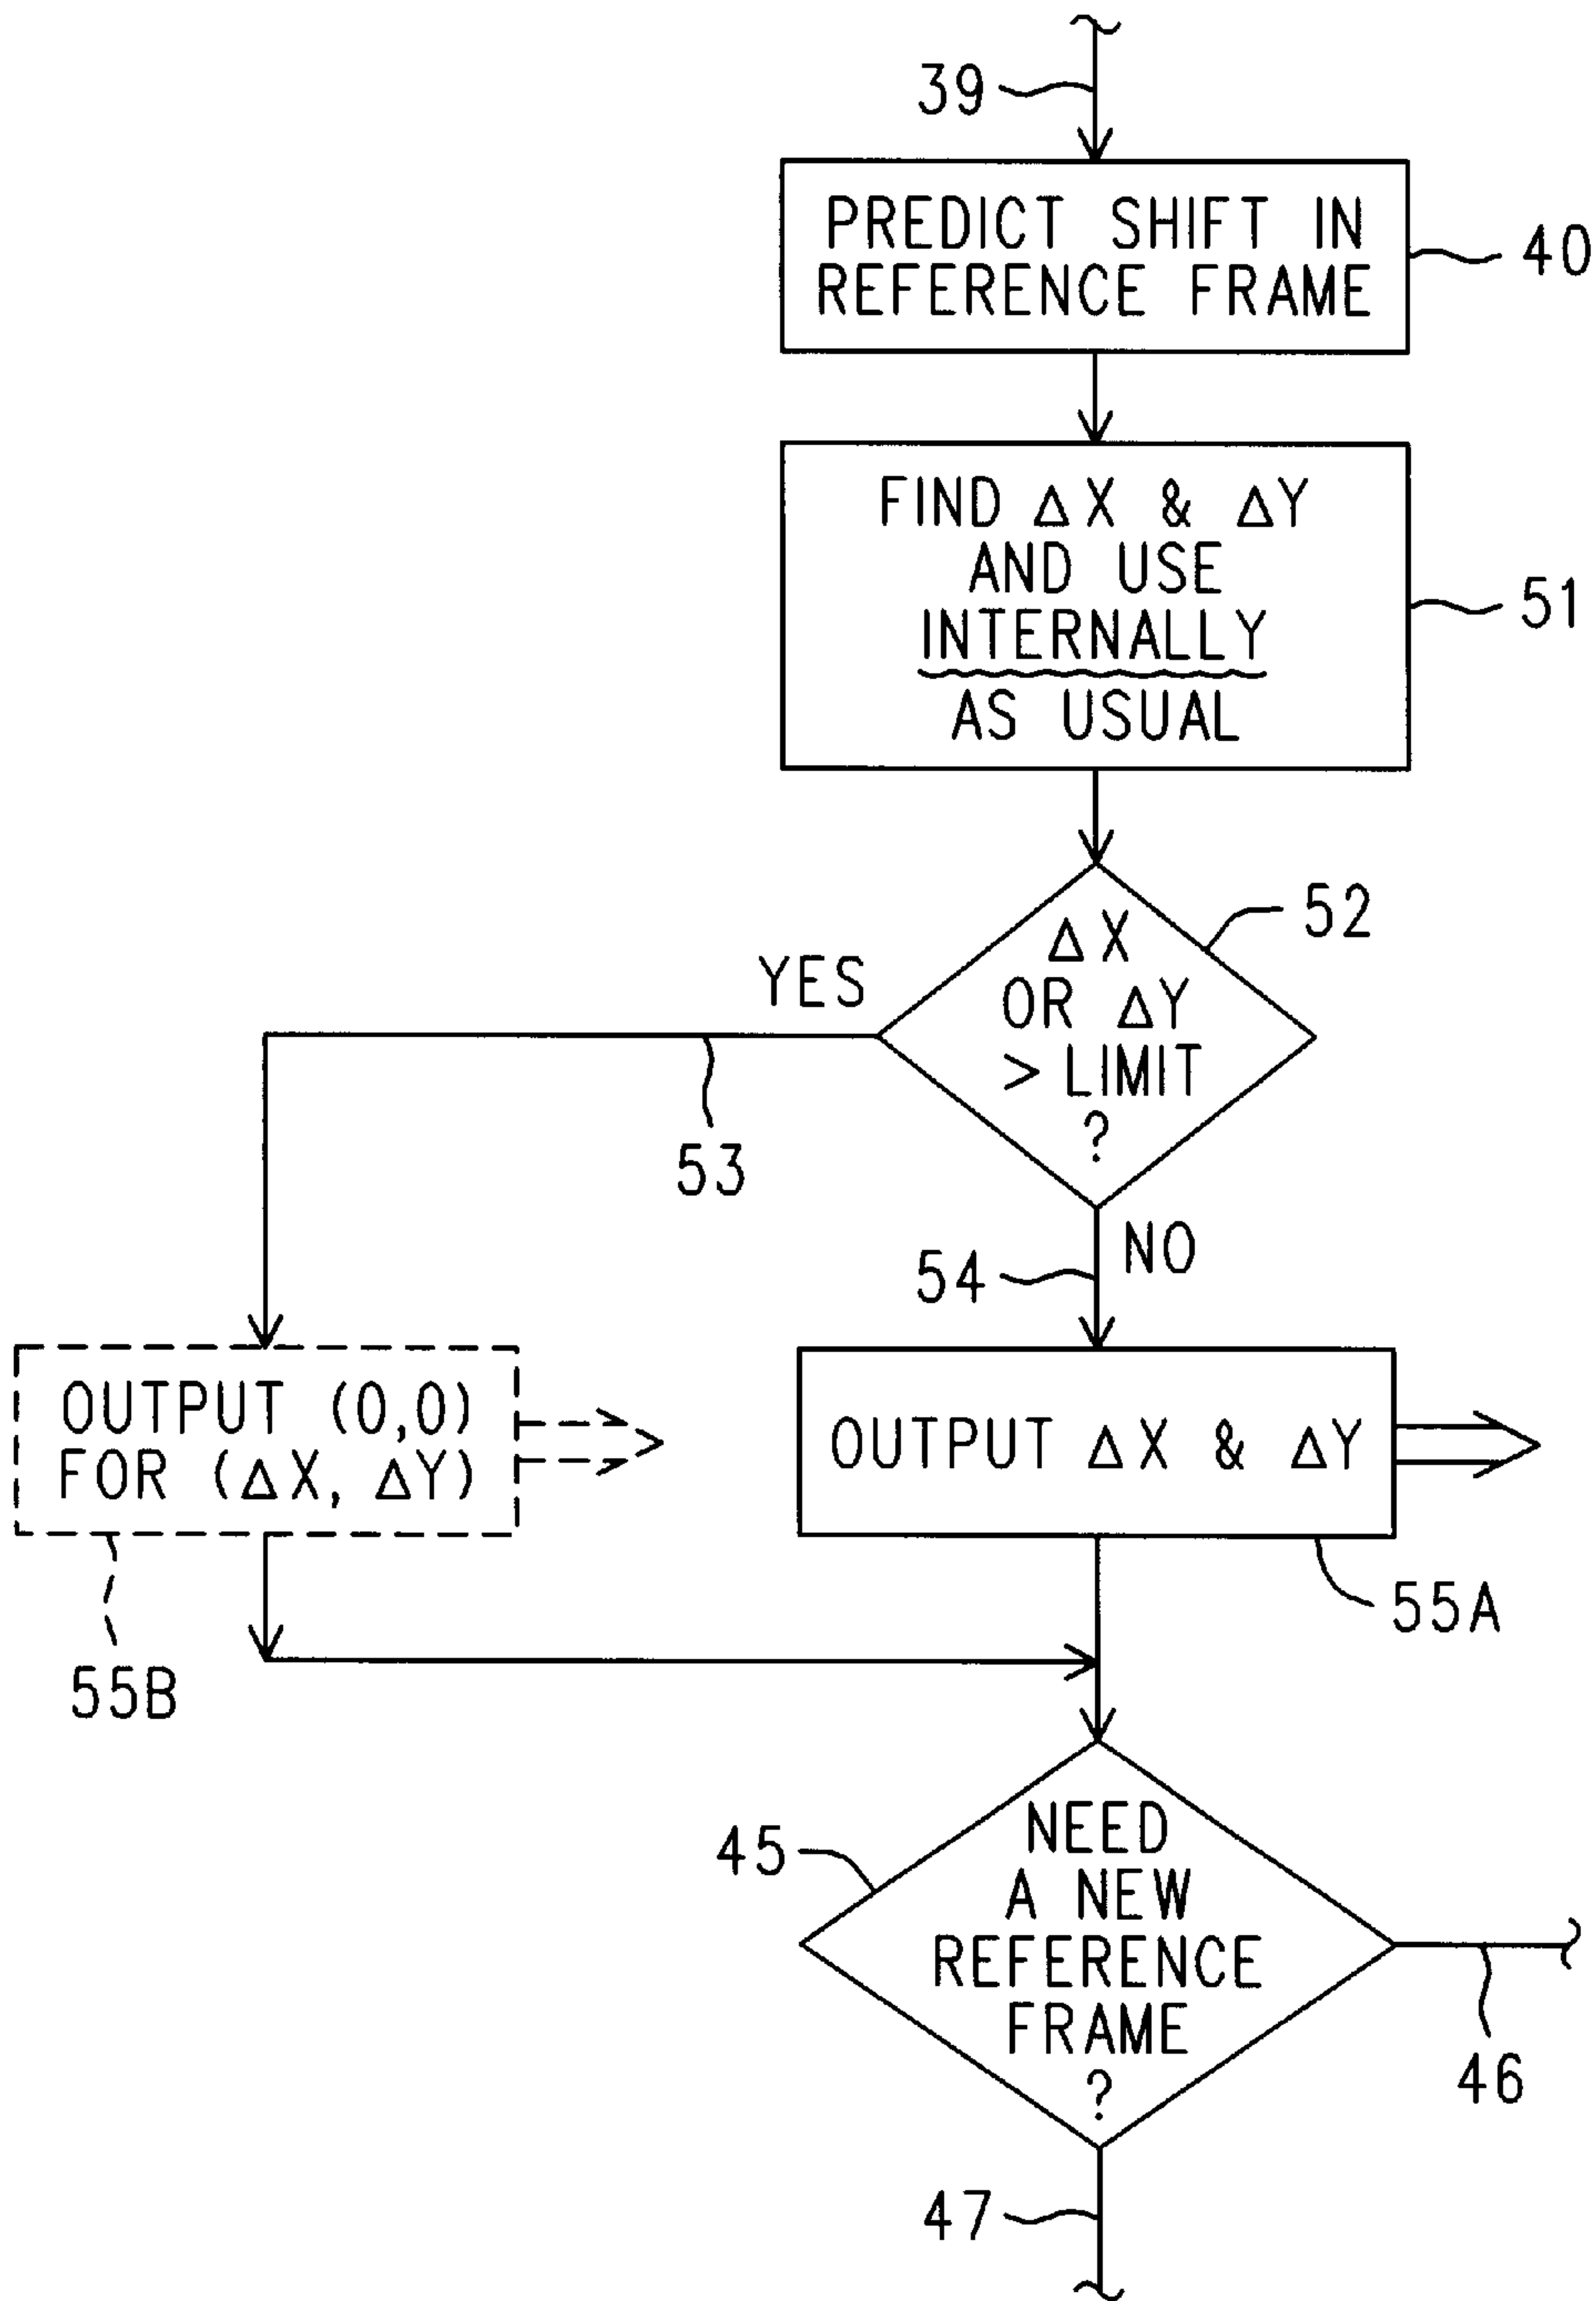 39
PREDICT SHIFT IN
REFERENCE FRAME
40
FIND ΔX & ΔY
AND USE
INTERNALLY
AS USUAL
51
ΔX
OR ΔY
> LIMIT
?
52
YES
53
NO
54
OUTPUT (0,0)
FOR (ΔX, ΔY)
55B
OUTPUT ΔX & ΔY
55A
NEED
A NEW
REFERENCE
FRAME
?
45
46
47